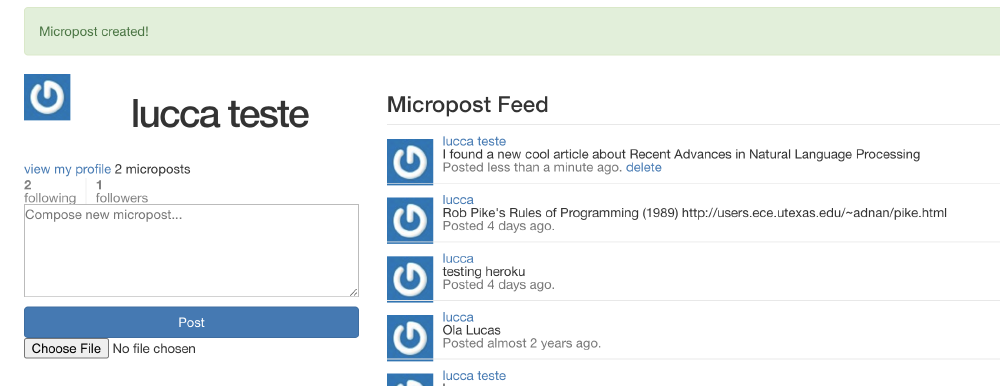 Micropost created!
lucca teste
view my profile 2 microposts
2 following
1 followers
Compose new micropost...
Post
Choose File No file chosen
Micropost Feed
lucca teste
I found a new cool article about Recent Advances in Natural Language Processing
Posted less than a minute ago. delete
lucca
Rob Pike's Rules of Programming (1989) http://users.ece.utexas.edu/~adnan/pike.html
Posted 4 days ago.
lucca
testing heroku
Posted 4 days ago.
lucca
Ola Lucas
Posted almost 2 years ago.
lucca teste